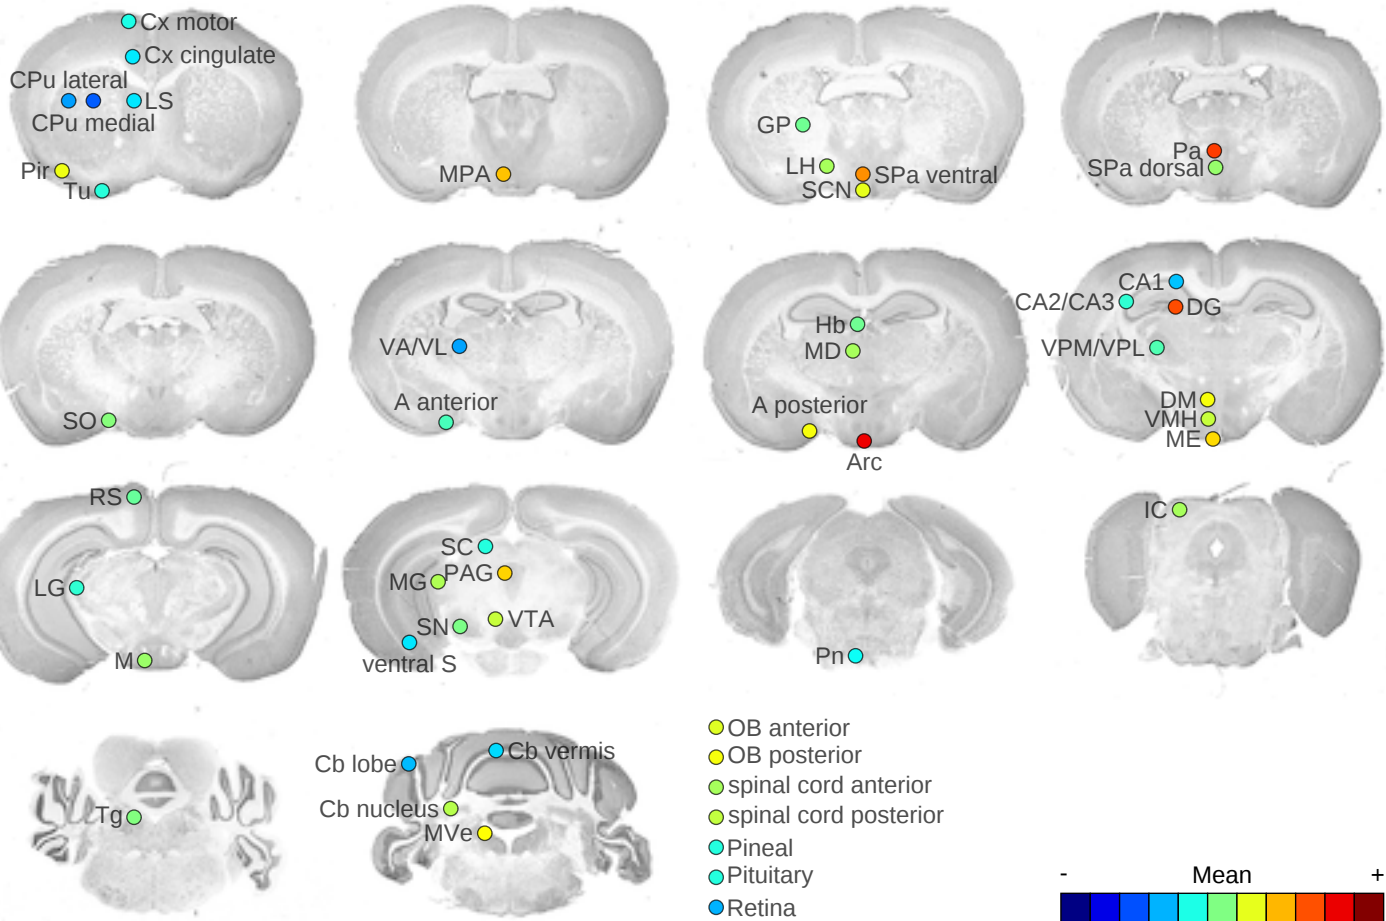 Cx motor
Cx cingulate
CPu lateral
LS
CPu medial
Pir
Tu
MPA
GP
LH
SPa ventral
SCN
Pa
SPa dorsal
SO
VA/VL
A anterior
Hb
MD
A posterior
Arc
CA1
CA2/CA3
DG
VPM/VPL
DM
VMH
ME
RS
LG
M
SC
PAG
MG
VTA
SN
ventral S
Pn
IC
Tg
Cb vermis
Cb lobe
Cb nucleus
MVe
OB anterior
OB posterior
spinal cord anterior
spinal cord posterior
Pineal
Pituitary
Retina
- Mean +